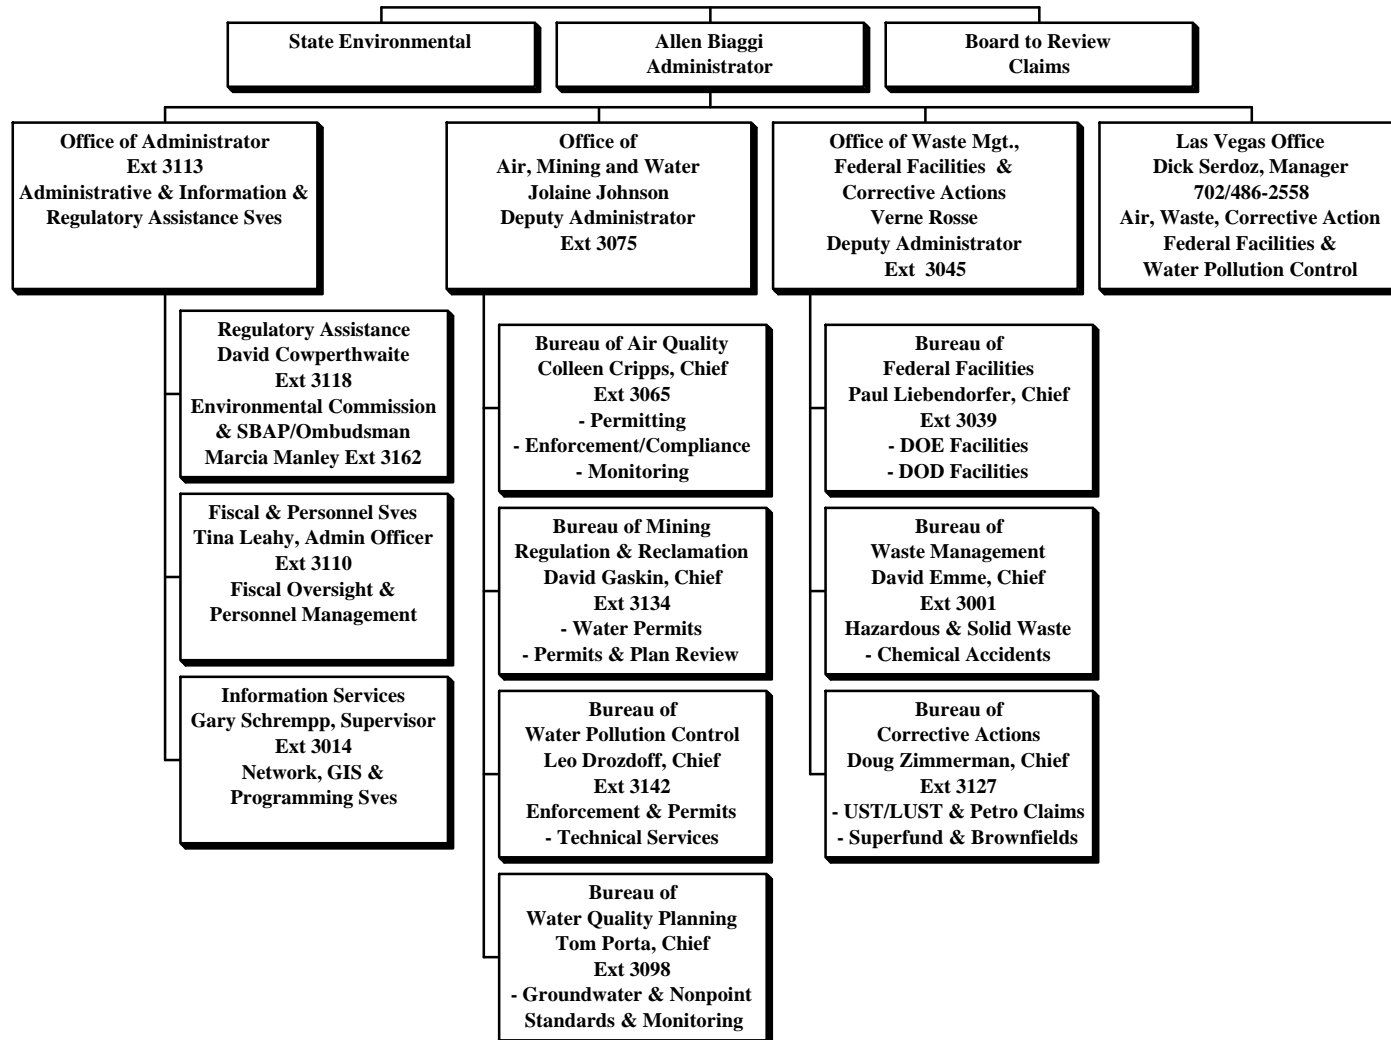 State Environmental
Allen Biaggi
Administrator
Board to Review
Claims
Office of Administrator
Ext 3113
Administrative & Information &
Regulatory Assistance Sves
Office of
Air, Mining and Water
Jolaine Johnson
Deputy Administrator
Ext 3075
Office of Waste Mgt.,
Federal Facilities &
Corrective Actions
Verne Rosse
Deputy Administrator
Ext 3045
Las Vegas Office
Dick Serdoz, Manager
702/486-2558
Air, Waste, Corrective Action
Federal Facilities &
Water Pollution Control
Regulatory Assistance
David Cowperthwaite
Ext 3118
Environmental Commission
& SBAP/Ombudsman
Marcia Manley Ext 3162
Fiscal & Personnel Sves
Tina Leahy, Admin Officer
Ext 3110
Fiscal Oversight &
Personnel Management
Information Services
Gary Schrempp, Supervisor
Ext 3014
Network, GIS &
Programming Sves
Bureau of Air Quality
Colleen Cripps, Chief
Ext 3065
- Permitting
- Enforcement/Compliance
- Monitoring
Bureau of Mining
Regulation & Reclamation
David Gaskin, Chief
Ext 3134
- Water Permits
- Permits & Plan Review
Bureau of
Water Pollution Control
Leo Drozdoff, Chief
Ext 3142
Enforcement & Permits
- Technical Services
Bureau of
Water Quality Planning
Tom Porta, Chief
Ext 3098
- Groundwater & Nonpoint
Standards & Monitoring
Bureau of
Federal Facilities
Paul Liebendorfer, Chief
Ext 3039
- DOE Facilities
- DOD Facilities
Bureau of
Waste Management
David Emme, Chief
Ext 3001
Hazardous & Solid Waste
- Chemical Accidents
Bureau of
Corrective Actions
Doug Zimmerman, Chief
Ext 3127
- UST/LUST & Petro Claims
- Superfund & Brownfields